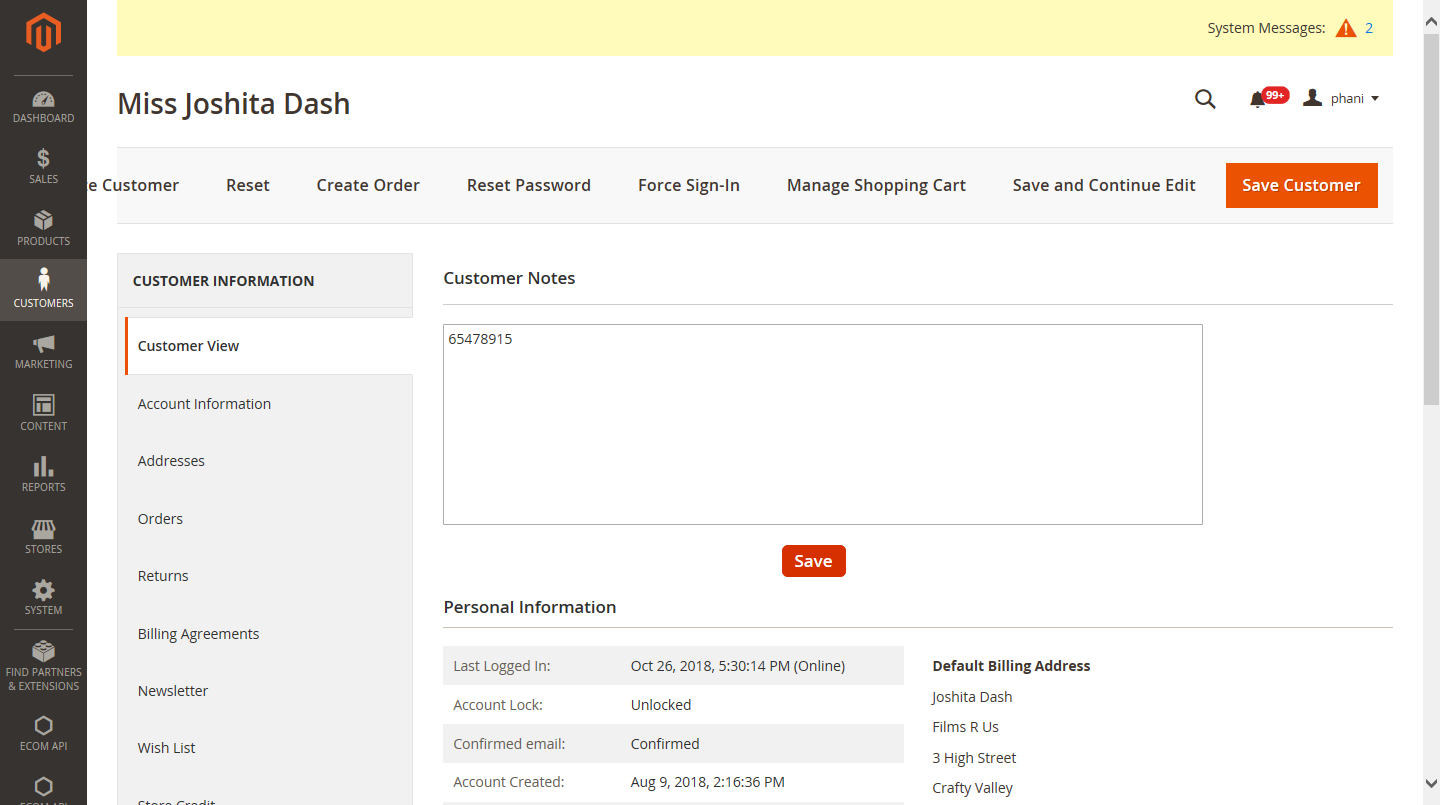 System Messages: 2
Miss Joshita Dash
99+
phani
e Customer
Reset
Create Order
Reset Password
Force Sign-In
Manage Shopping Cart
Save and Continue Edit
Save Customer
DASHBOARD
SALES
PRODUCTS
CUSTOMERS
MARKETING
CONTENT
REPORTS
STORES
SYSTEM
FIND PARTNERS
& EXTENSIONS
ECOM API
ECOM API
CUSTOMER INFORMATION
Customer View
Account Information
Addresses
Orders
Returns
Billing Agreements
Newsletter
Wish List
Store Credit
Customer Notes
65478915
Save
Personal Information
Last Logged In: Oct 26, 2018, 5:30:14 PM (Online)
Account Lock: Unlocked
Confirmed email: Confirmed
Account Created: Aug 9, 2018, 2:16:36 PM
Default Billing Address
Joshita Dash
Films R Us
3 High Street
Crafty Valley